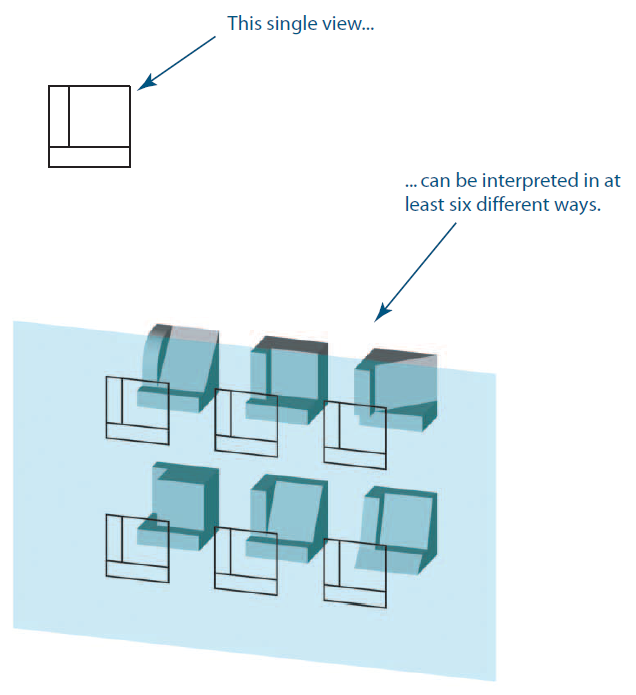 This single view...
... can be interpreted in at
least six different ways.